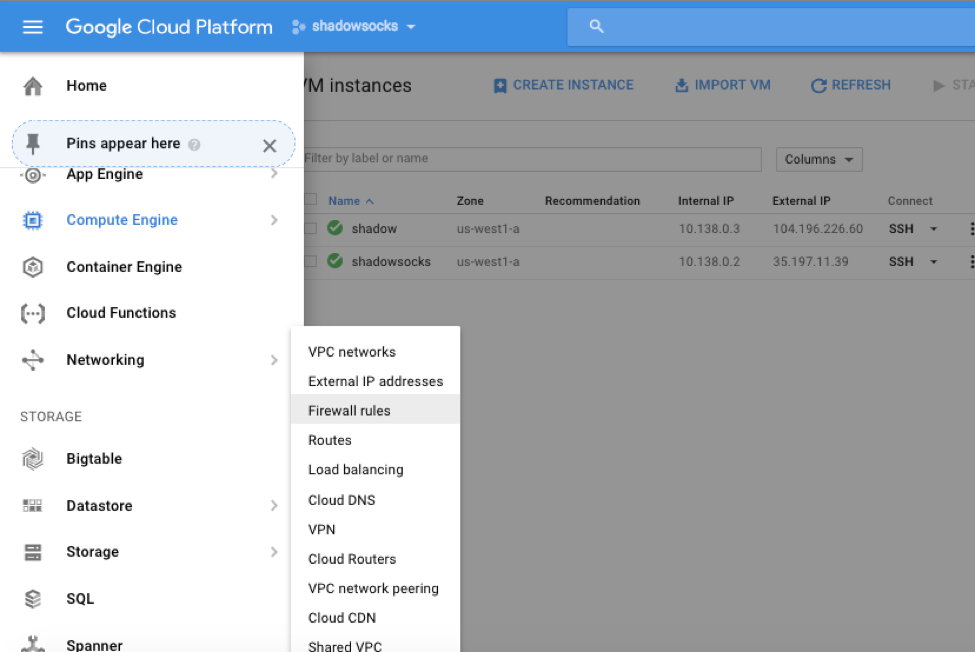 Google Cloud Platform shadowsocks
Home
Pins appear here
App Engine
Compute Engine
Container Engine
Cloud Functions
Networking
STORAGE
Bigtable
Datastore
Storage
SQL
Spanner
VPC networks
External IP addresses
Firewall rules
Routes
Load balancing
Cloud DNS
VPN
Cloud Routers
VPC network peering
Cloud CDN
Shared VPC
VM instances CREATE INSTANCE IMPORT VM REFRESH STA
Filter by label or name Columns
Name Zone Recommendation Internal IP External IP Connect
shadow us-west1-a 10.138.0.3 104.196.226.60 SSH
shadowsocks us-west1-a 10.138.0.2 35.197.11.39 SSH